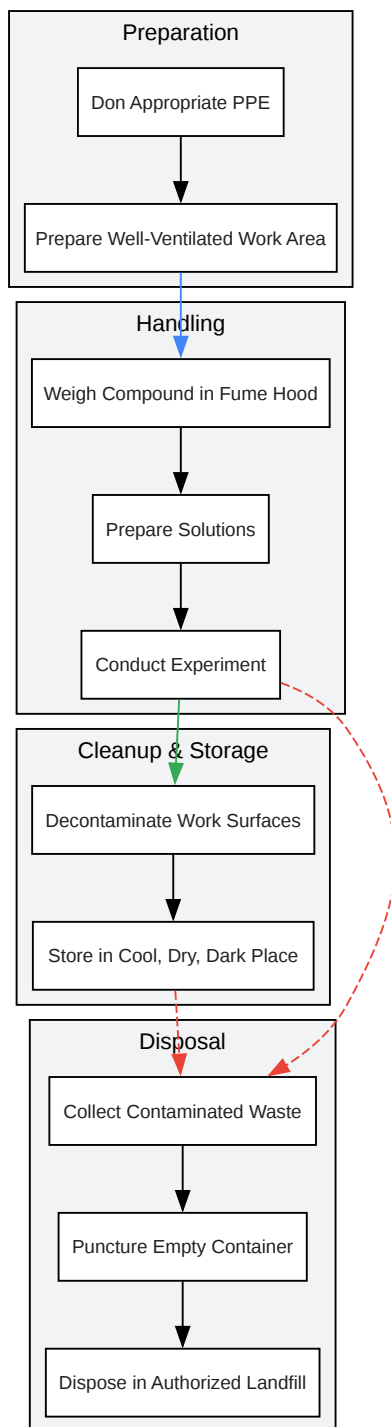 Preparation
Don Appropriate PPE
Prepare Well-Ventilated Work Area
Handling
Weigh Compound in Fume Hood
Prepare Solutions
Conduct Experiment
Cleanup & Storage
Decontaminate Work Surfaces
Store in Cool, Dry, Dark Place
Disposal
Collect Contaminated Waste
Puncture Empty Container
Dispose in Authorized Landfill